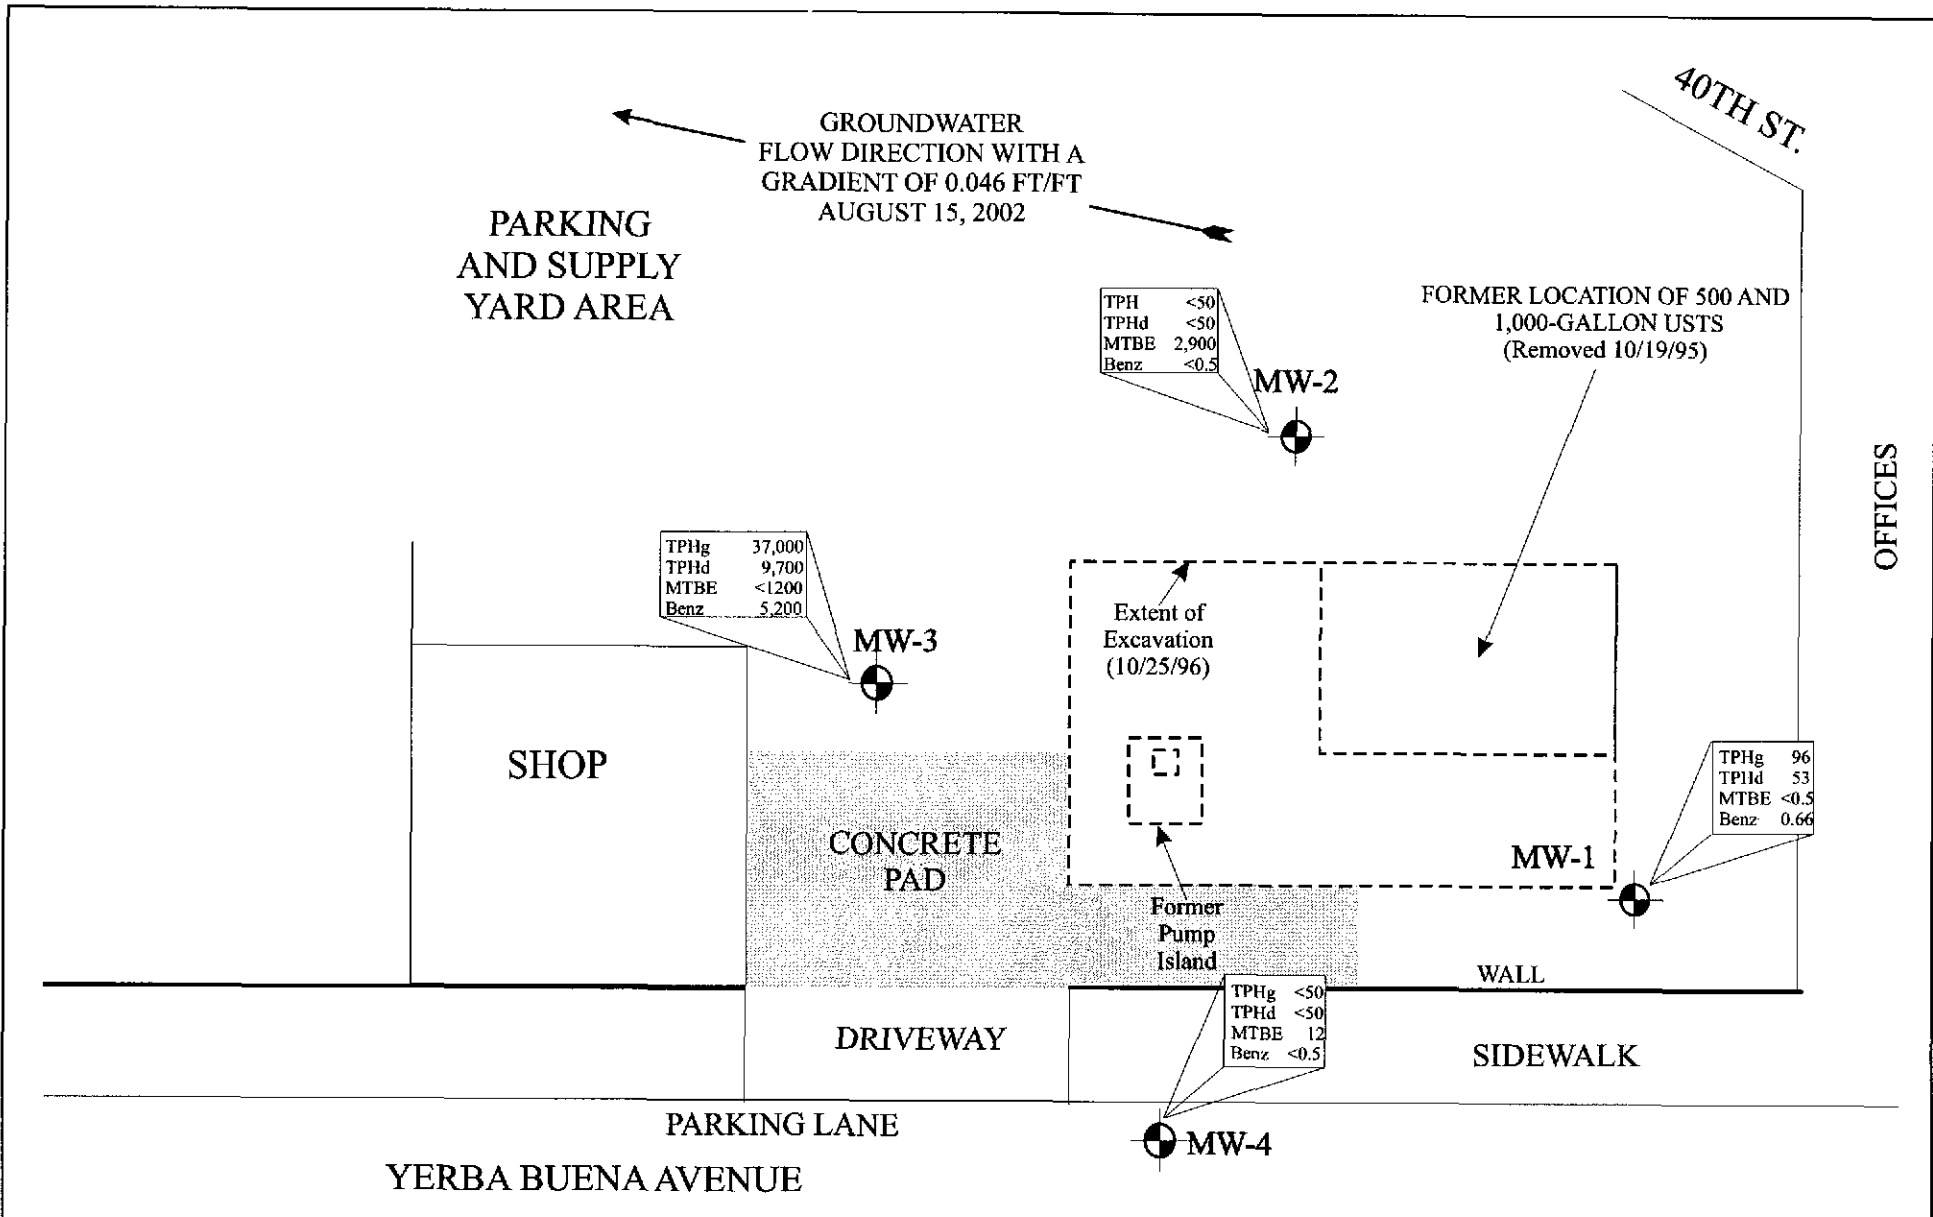 40TH ST.
GROUNDWATER
FLOW DIRECTION WITH A
GRADIENT OF 0.046 FT/FT
AUGUST 15, 2002
PARKING
AND SUPPLY
YARD AREA
TPH <50
TPHd <50
MTBE 2,900
Benz <0.5
MW-2
FORMER LOCATION OF 500 AND
1,000-GALLON USTS
(Removed 10/19/95)
OFFICES
TPHg 37,000
TPHd 9,700
MTBE <1200
Benz 5,200
MW-3
Extent of
Excavation
(10/25/96)
SHOP
TPHg 96
TPHd 53
MTBE <0.5
Benz 0.66
MW-1
CONCRETE
PAD
Former
Pump
Island
WALL
TPHg <50
TPHd <50
MTBE 12
Benz <0.5
DRIVEWAY
SIDEWALK
PARKING LANE
MW-4
YERBA BUENA AVENUE